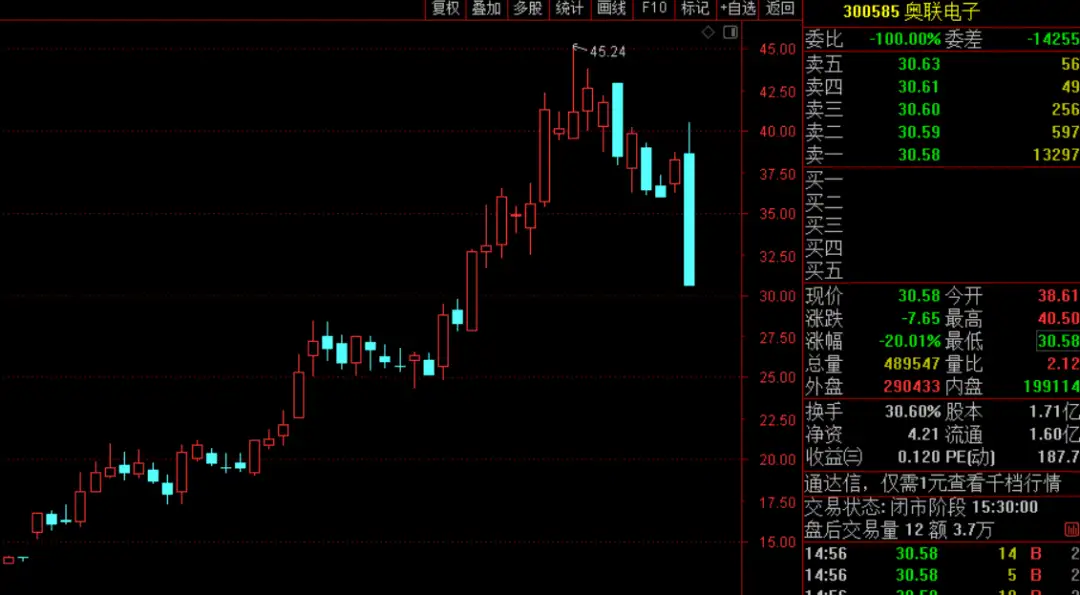 复权 叠加 多股 统计 画线 F10 标记 +自选 返回
300585 奥联电子
委比 -100.00% 委差 -14255
卖五 30.63 56
卖四 30.61 49
卖三 30.60 256
卖二 30.59 597
卖一 30.58 13297
买一
买二
买三
买四
买五
现价 30.58 今开 38.61
涨跌 -7.65 最高 40.50
涨幅 -20.01% 最低 30.58
总量 489547 量比 2.12
外盘 290433 内盘 199114
换手 30.60% 股本 1.71亿
净资 4.21 流通 1.60亿
收益㈢ 0.120 PE(动) 187.7
通达信，仅需1元查看千档行情
交易状态: 闭市阶段 15:30:00
盘后交易量 12 额 3.7万
14:56 30.58 14 B 2
14:56 30.58 5 B 2
45.24
45.00
42.50
40.00
37.50
35.00
32.50
30.00
27.50
25.00
22.50
20.00
17.50
15.00